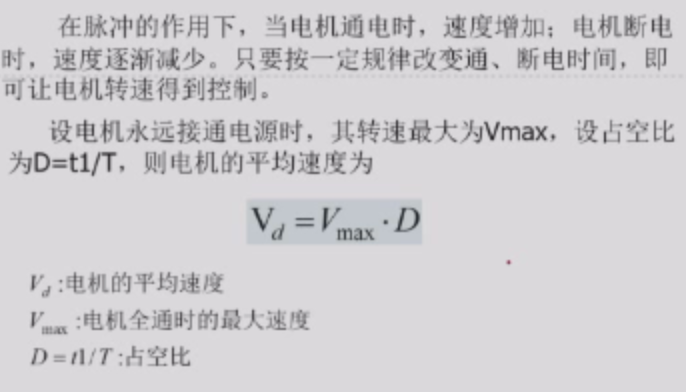 在脉冲的作用下，当电机通电时，速度增加；电机断电
时，速度逐渐减少。只要按一定规律改变通、断电时间，即
可让电机转速得到控制。
设电机永远接通电源时，其转速最大为Vmax，设占空比
为D=t1/T，则电机的平均速度为
V_d = V_max · D
V_d :电机的平均速度
V_max :电机全通时的最大速度
D = t1/T :占空比